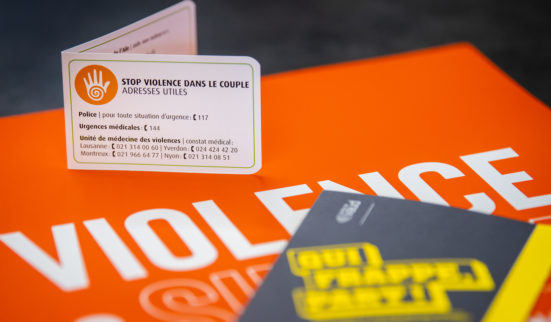 STOP VIOLENCE DANS LE COUPLE
ADRESSES UTILES
Police | pour toute situation d'urgence: 117
Urgences médicales: 144
Unité de médecine des violences | constat médical:
Lausanne: 021 314 00 60 | Yverdon: 024 424 42 20
Montreux: 021 966 64 77 | Nyon: 021 314 08 51
VIOLENCE
QUI
FRAPPE,
PART!